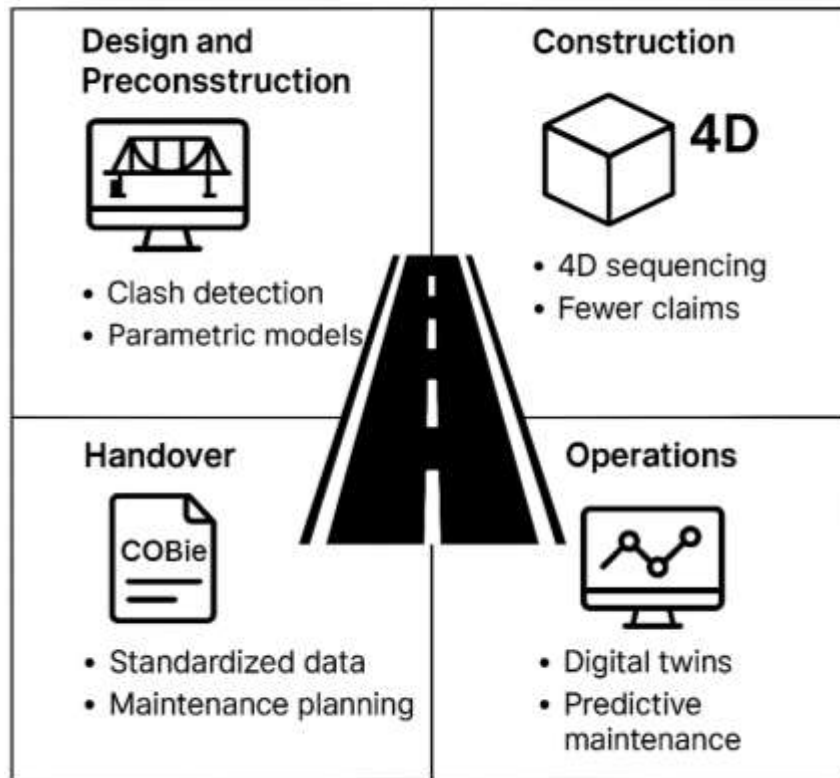 Design and
Preconsstruction
• Clash detection
• Parametric models
Construction
4D
• 4D sequencing
• Fewer claims
Handover
COBie
• Standardized data
• Maintenance planning
Operations
• Digital twins
• Predictive
maintenance